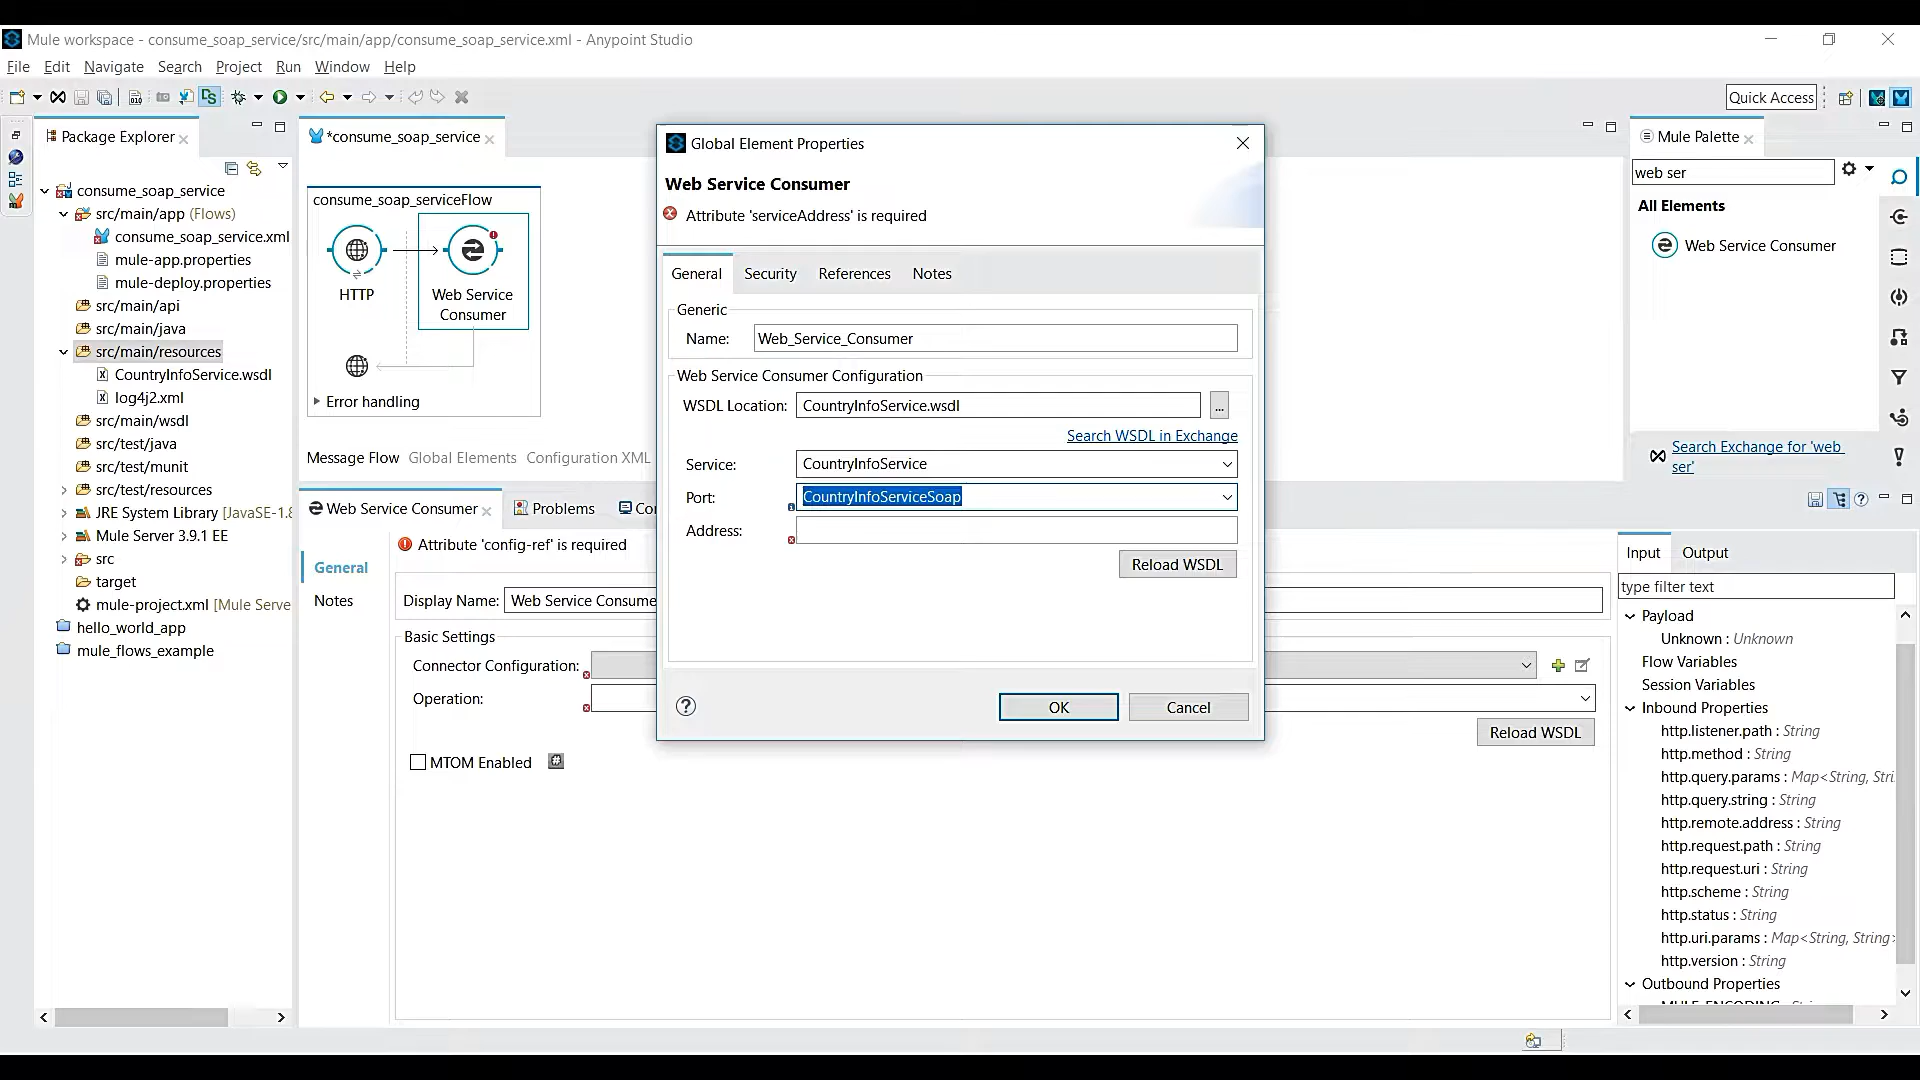 Mule workspace - consume_soap_service/src/main/app/consume_soap_service.xml - Anypoint Studio
File Edit Navigate Search Project Run Window Help
Quick Access
Package Explorer
consume_soap_service
src/main/app (Flows)
consume_soap_service.xml
mule-app.properties
mule-deploy.properties
src/main/api
src/main/java
src/main/resources
CountryInfoService.wsdl
log4j2.xml
src/main/wsdl
src/test/java
src/test/munit
src/test/resources
JRE System Library [JavaSE-1.8
Mule Server 3.9.1 EE
src
target
mule-project.xml [Mule Serve
hello_world_app
mule_flows_example
*consume_soap_service
consume_soap_serviceFlow
HTTP
Web Service
Consumer
Error handling
Message Flow Global Elements Configuration XML
Web Service Consumer Problems Co
General
Notes
Attribute 'config-ref' is required
Display Name: Web Service Consume
Basic Settings
Connector Configuration:
Operation:
Reload WSDL
MTOM Enabled
Global Element Properties
Web Service Consumer
Attribute 'serviceAddress' is required
General Security References Notes
Generic
Name: Web_Service_Consumer
Web Service Consumer Configuration
WSDL Location: CountryInfoService.wsdl ...
Search WSDL in Exchange
Service: CountryInfoService
Port: CountryInfoServiceSoap
Address:
Reload WSDL
OK Cancel
Mule Palette
web ser
All Elements
Web Service Consumer
Search Exchange for 'web
ser'
Input Output
type filter text
Payload
Unknown : Unknown
Flow Variables
Session Variables
Inbound Properties
http.listener.path : String
http.method : String
http.query.params : Map<String, Stri
http.query.string : String
http.remote.address : String
http.request.path : String
http.request.uri : String
http.scheme : String
http.status : String
http.uri.params : Map<String, String>
http.version : String
Outbound Properties